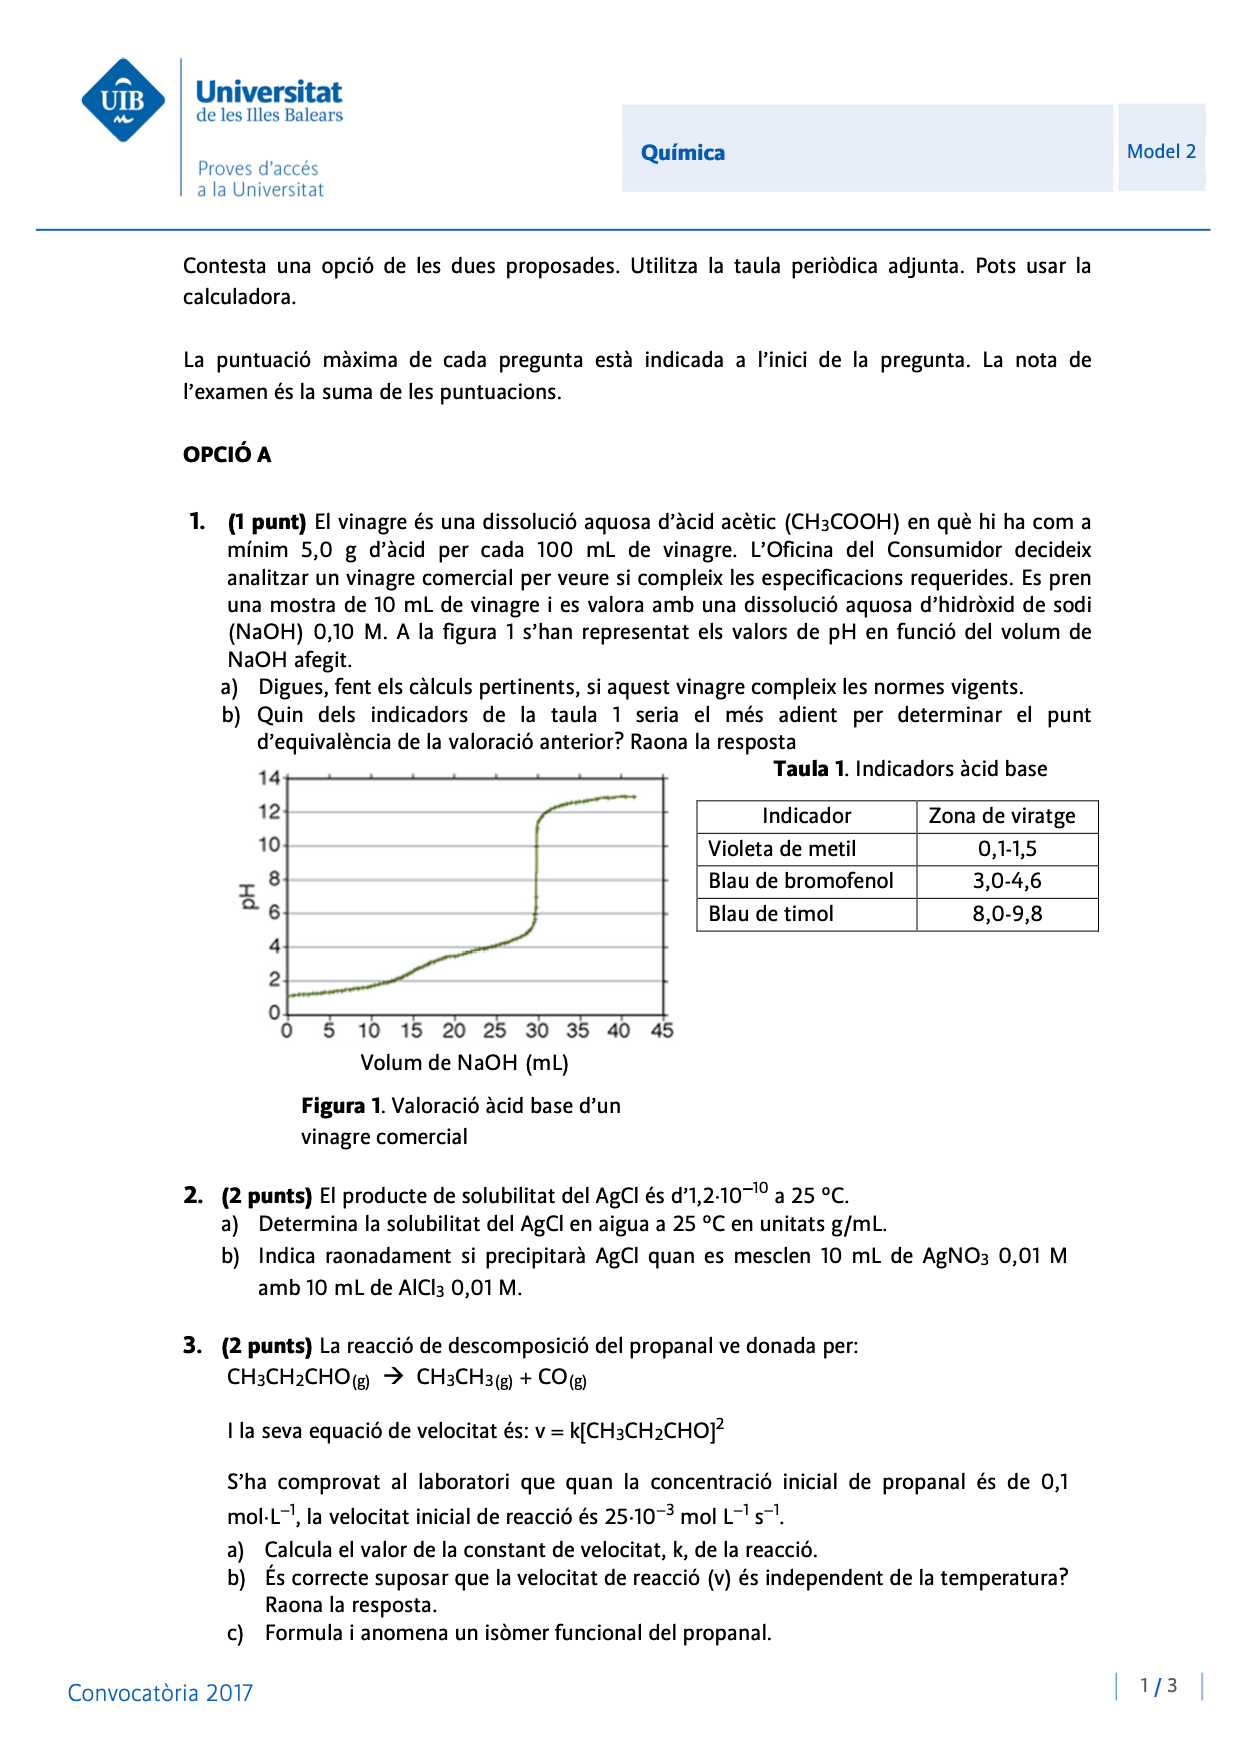 UIB
Universitat
de les Illes Balears
Proves d'accés
a la Universitat
Química
Model 2
Contesta una opció de les dues proposades. Utilitza la taula periòdica adjunta. Pots usar la
calculadora.
La puntuació màxima de cada pregunta està indicada a l'inici de la pregunta. La nota de
l'examen és la suma de les puntuacions.
OPCIÓ A
1. (1 punt) El vinagre és una dissolució aquosa d'àcid acètic (CH3COOH) en què hi ha com a
mínim 5,0 g d'àcid per cada 100 mL de vinagre. L'Oficina del Consumidor decideix
analitzar un vinagre comercial per veure si compleix les especificacions requerides. Es pren
una mostra de 10 mL de vinagre i es valora amb una dissolució aquosa d'hidròxid de sodi
(NaOH) 0,10 M. A la figura 1 s'han representat els valors de pH en funció del volum de
NaOH afegit.
a) Digues, fent els càlculs pertinents, si aquest vinagre compleix les normes vigents.
b) Quin dels indicadors de la taula 1 seria el més adient per determinar el punt
d'equivalència de la valoració anterior? Raona la resposta
14
12
10
8
6
4
2
0
pH
0 5 10 15 20 25 30 35 40 45
Volum de NaOH (mL)
Figura 1. Valoració àcid base d'un
vinagre comercial
Taula 1. Indicadors àcid base
Indicador Zona de viratge
Violeta de metil 0,1-1,5
Blau de bromofenol 3,0-4,6
Blau de timol 8,0-9,8
2. (2 punts) El producte de solubilitat del AgCl és d'1,2·10⁻¹⁰ a 25 ºC.
a) Determina la solubilitat del AgCl en aigua a 25 ºC en unitats g/mL.
b) Indica raonadament si precipitarà AgCl quan es mesclen 10 mL de AgNO3 0,01 M
amb 10 mL de AlCl3 0,01 M.
3. (2 punts) La reacció de descomposició del propanal ve donada per:
CH3CH2CHO(g) → CH3CH3(g) + CO(g)
I la seva equació de velocitat és: v = k[CH3CH2CHO]²
S'ha comprovat al laboratori que quan la concentració inicial de propanal és de 0,1
mol·L⁻¹, la velocitat inicial de reacció és 25·10⁻³ mol L⁻¹ s⁻¹.
a) Calcula el valor de la constant de velocitat, k, de la reacció.
b) És correcte suposar que la velocitat de reacció (v) és independent de la temperatura?
Raona la resposta.
c) Formula i anomena un isòmer funcional del propanal.
Convocatòria 2017
1 / 3